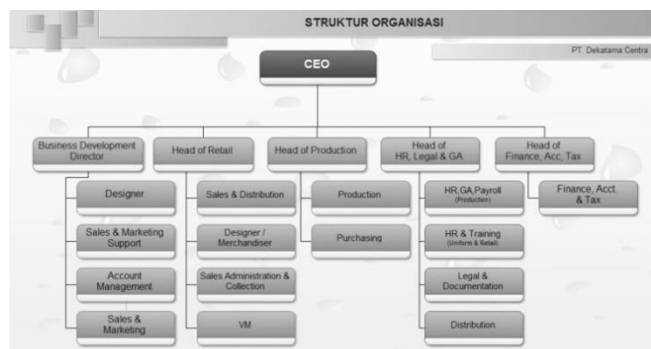 STRUKTUR ORGANISASI
PT. Dekatama Centra
CEO
Business Development
Director
Head of Retail
Head of Production
Head of
HR, Legal & GA
Head of
Finance, Acc, Tax
Designer
Sales & Marketing
Support
Account
Management
Sales &
Marketing
Sales & Distribution
Designer /
Merchandiser
Sales Administration &
Collection
VM
Production
Purchasing
HR,GA,Payroll
(Production)
HR & Training
(Uniform & Retail)
Legal &
Documentation
Distribution
Finance, Acct.
& Tax